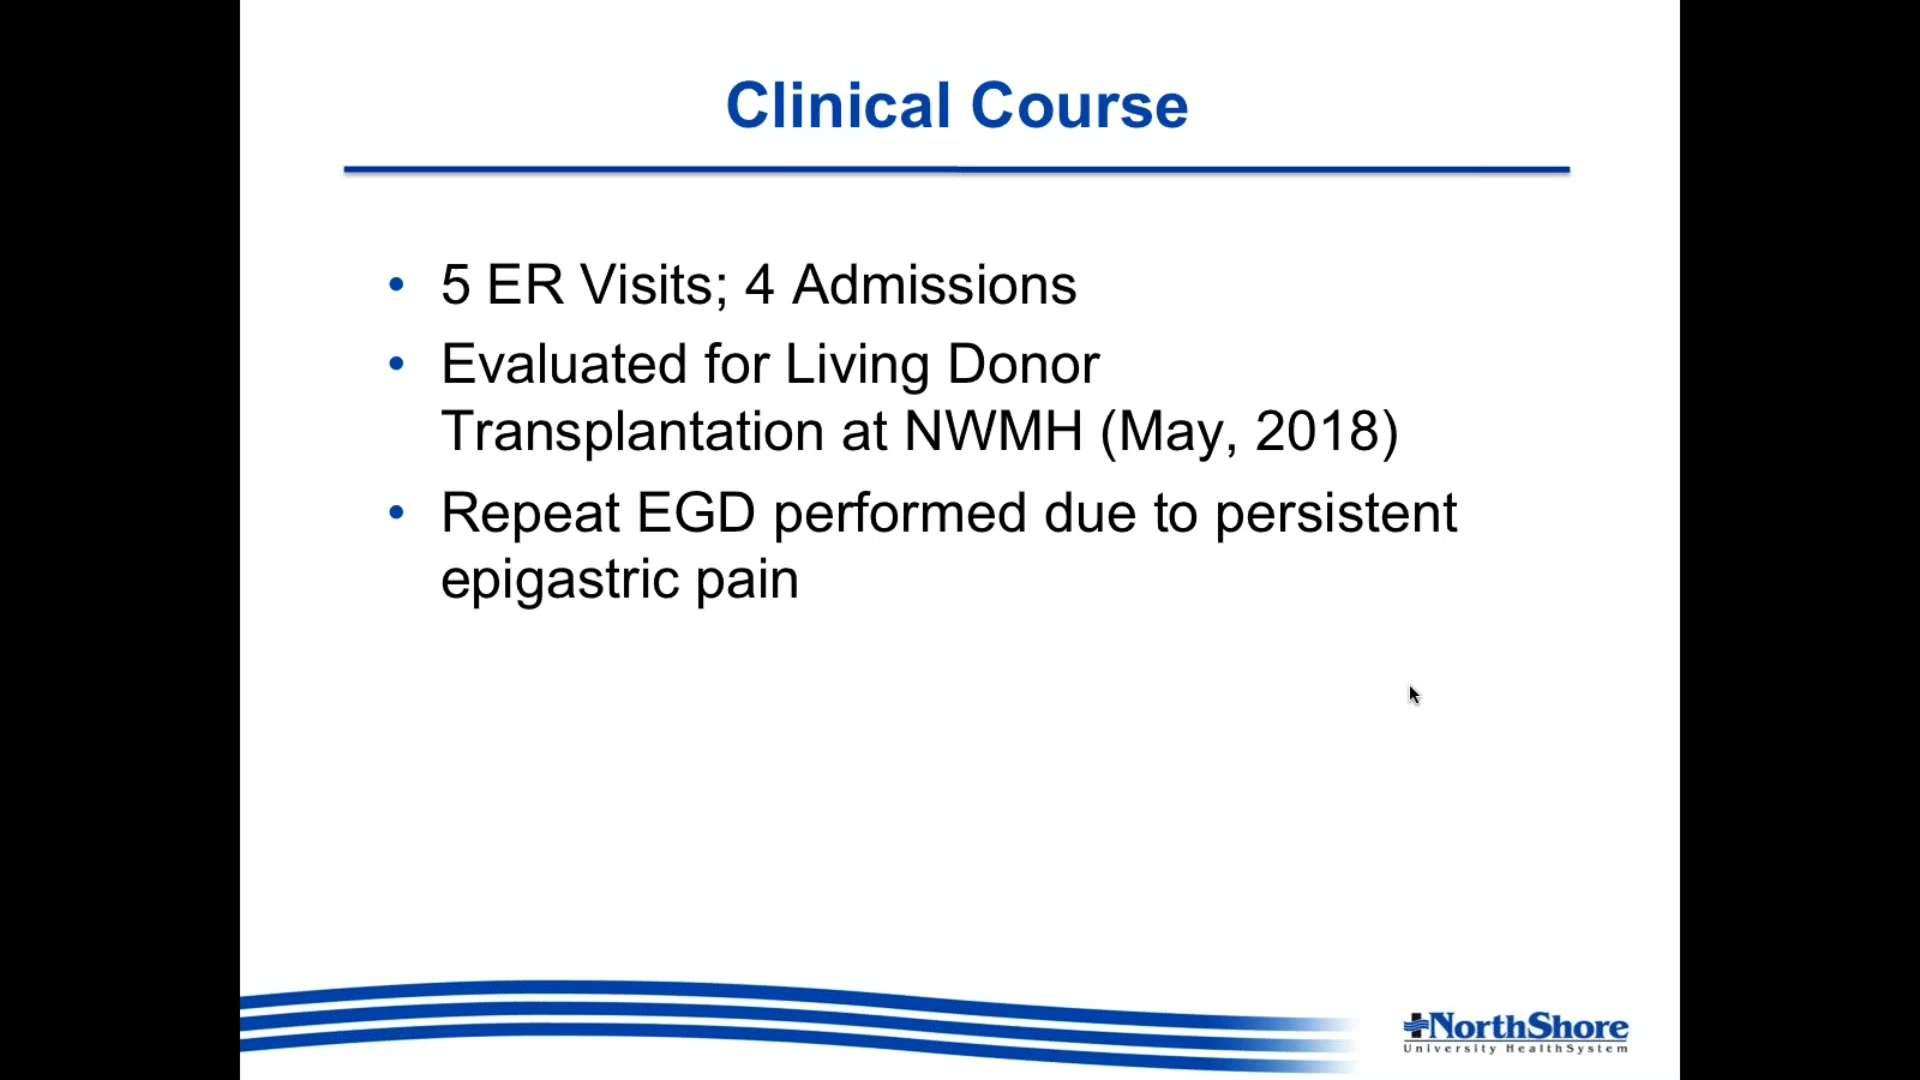 Clinical Course
• 5 ER Visits; 4 Admissions
• Evaluated for Living Donor
Transplantation at NWMH (May, 2018)
• Repeat EGD performed due to persistent
epigastric pain
NorthShore
University HealthSystem